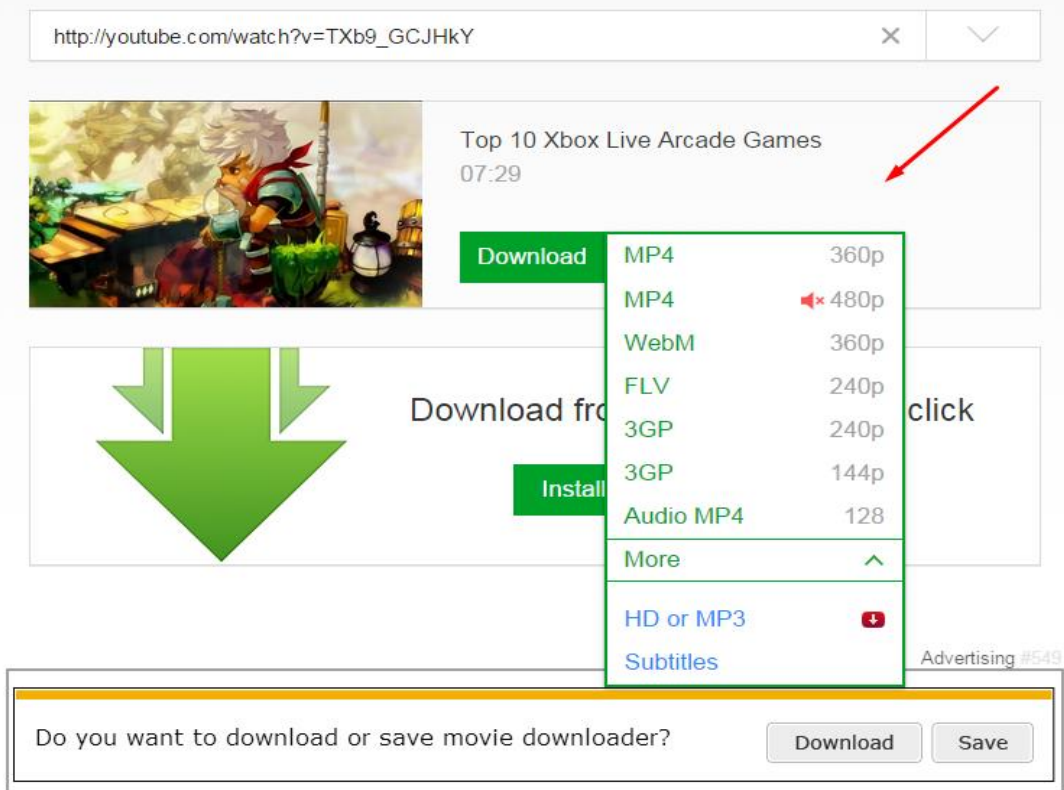 http://youtube.com/watch?v=TXb9_GCJHkY
Top 10 Xbox Live Arcade Games
07:29
Download
MP4 360p
MP4 480p
WebM 360p
FLV 240p
3GP 240p
3GP 144p
Audio MP4 128
More
HD or MP3
Subtitles
Download fro click
Install
Advertising #549
Do you want to download or save movie downloader?
Download Save